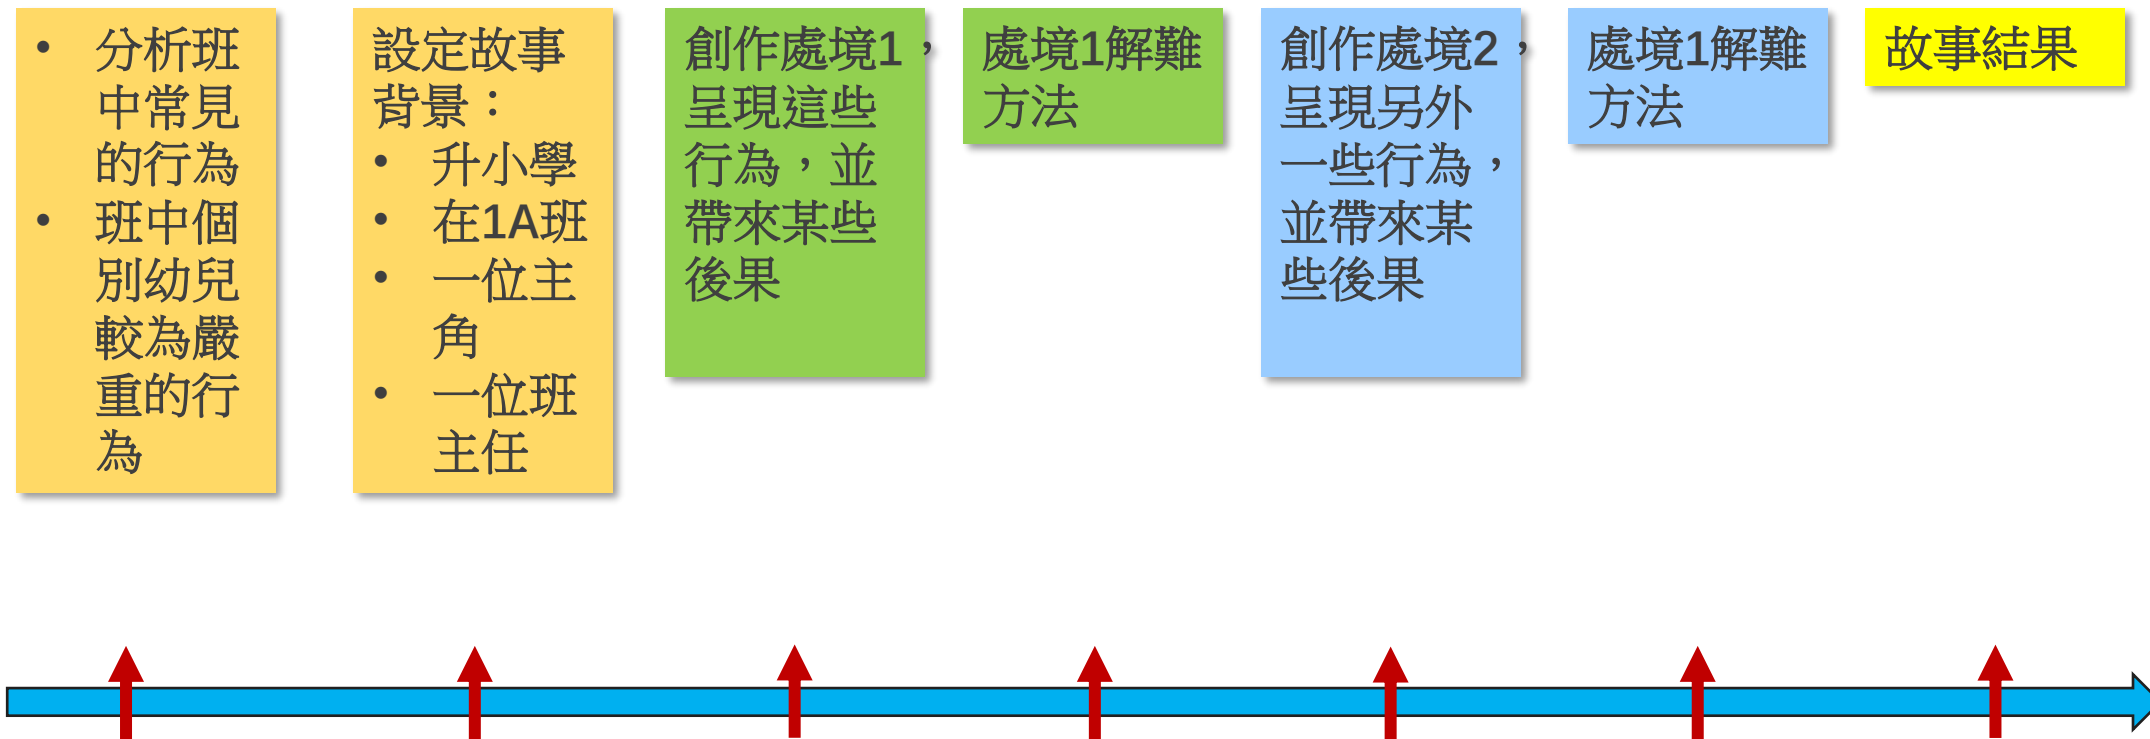 • 分析班
中常見
的行為
• 班中個
別幼兒
較為嚴
重的行
為
設定故事
背景：
• 升小學
• 在1A班
• 一位主
角
• 一位班
主任
創作處境1，
呈現這些
行為，並
帶來某些
後果
處境1解難
方法
創作處境2，
呈現另外
一些行為，
並帶來某
些後果
處境1解難
方法
故事結果